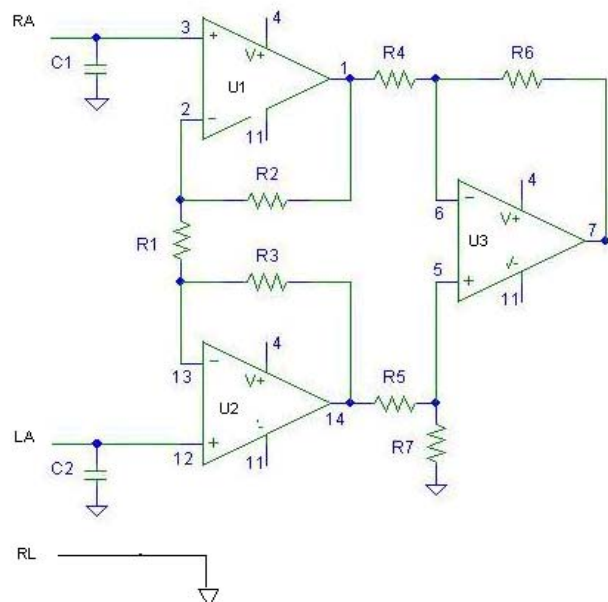 RA
3
+
4
V+
1
R4
R6
C1
U1
2
−
11
R2
4
6
−
V+
R1
U3
7
R3
5
+
V-
11
4
13
−
V+
R5
U2
14
LA
12
+
11
R7
C2
RL